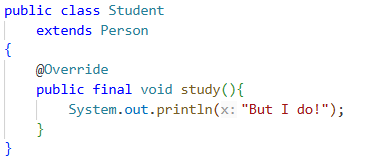 public class Student
    extends Person
{
    @Override
    public final void study(){
        System.out.println(x: "But I do!");
    }
}